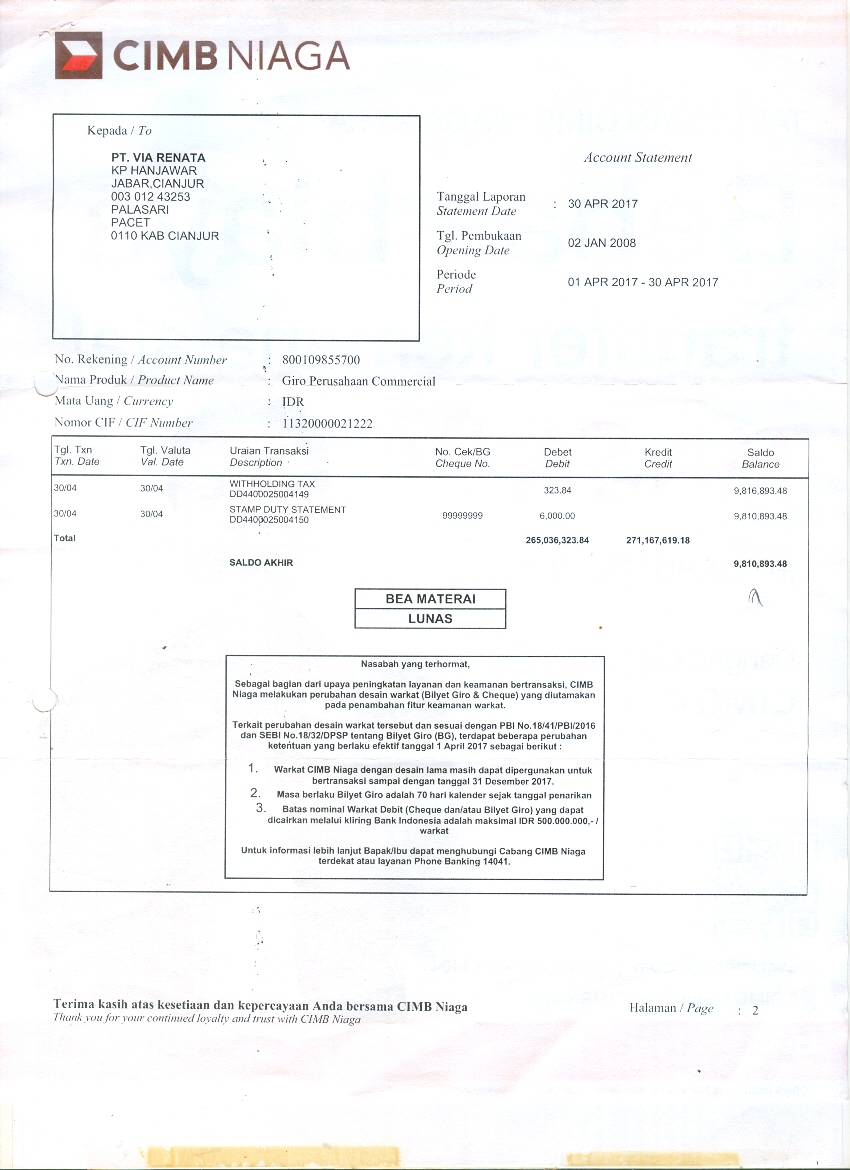 CIMB NIAGA
Kepada / To
PT. VIA RENATA
KP HANJAWAR
JABAR,CIANJUR
003 012 43253
PALASARI
PACET
0110 KAB CIANJUR
Account Statement
Tanggal Laporan : 30 APR 2017
Statement Date
Tgl. Pembukaan 02 JAN 2008
Opening Date
Periode 01 APR 2017 - 30 APR 2017
Period
No. Rekening / Account Number : 800109855700
Nama Produk / Product Name : Giro Perusahaan Commercial
Mata Uang / Currency : IDR
Nomor CIF / CIF Number : 11320000021222
Tgl. Txn Tgl. Valuta Uraian Transaksi No. Cek/BG Debet Kredit Saldo
Txn. Date Val. Date Description Cheque No. Debit Credit Balance
30/04 30/04 WITHHOLDING TAX 323.84 9,816,893.48
DD4400025004149
30/04 30/04 STAMP DUTY STATEMENT 99999999 6,000.00 9,810,893.48
DD4400025004150
Total 265,036,323.84 271,167,619.18
SALDO AKHIR 9,810,893.48
BEA MATERAI
LUNAS
Nasabah yang terhormat,
Sebagai bagian dari upaya peningkatan layanan dan keamanan bertransaksi, CIMB
Niaga melakukan perubahan desain warkat (Bilyet Giro & Cheque) yang diutamakan
pada penambahan fitur keamanan warkat.
Terkait perubahan desain warkat tersebut dan sesuai dengan PBI No.18/41/PBI/2016
dan SEBI No.18/32/DPSP tentang Bilyet Giro (BG), terdapat beberapa perubahan
ketentuan yang berlaku efektif tanggal 1 April 2017 sebagai berikut :
1. Warkat CIMB Niaga dengan desain lama masih dapat dipergunakan untuk
bertransaksi sampai dengan tanggal 31 Desember 2017.
2. Masa berlaku Bilyet Giro adalah 70 hari kalender sejak tanggal penarikan
3. Batas nominal Warkat Debit (Cheque dan/atau Bilyet Giro) yang dapat
dicairkan melalui kliring Bank Indonesia adalah maksimal IDR 500.000.000,- /
warkat
Untuk informasi lebih lanjut Bapak/Ibu dapat menghubungi Cabang CIMB Niaga
terdekat atau layanan Phone Banking 14041.
Terima kasih atas kesetiaan dan kepercayaan Anda bersama CIMB Niaga
Thank you for your continued loyalty and trust with CIMB Niaga
Halaman / Page : 2